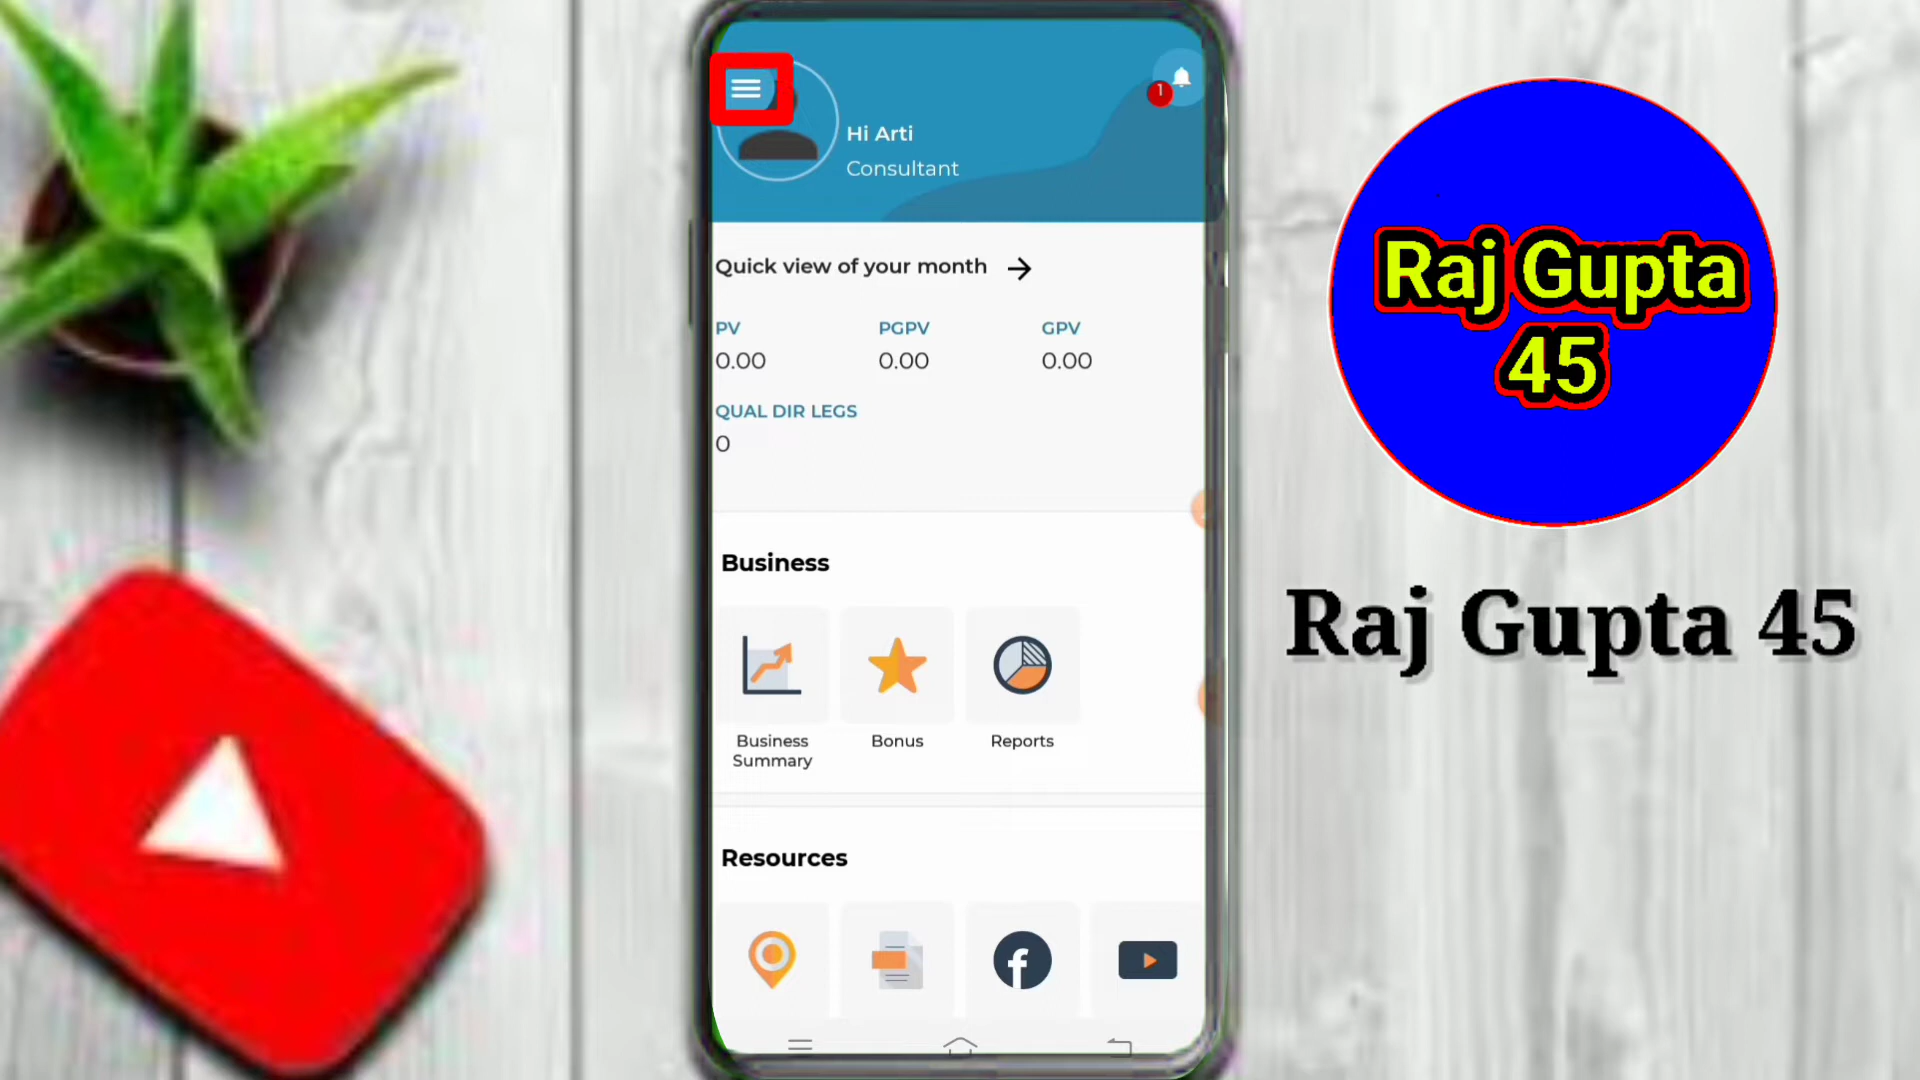 1
Hi Arti
Consultant
Quick view of your month
PV PGPV GPV
0.00 0.00 0.00
QUAL DIR LEGS
0
Business
Business Summary
Bonus
Reports
Resources
Raj Gupta
45
Raj Gupta 45